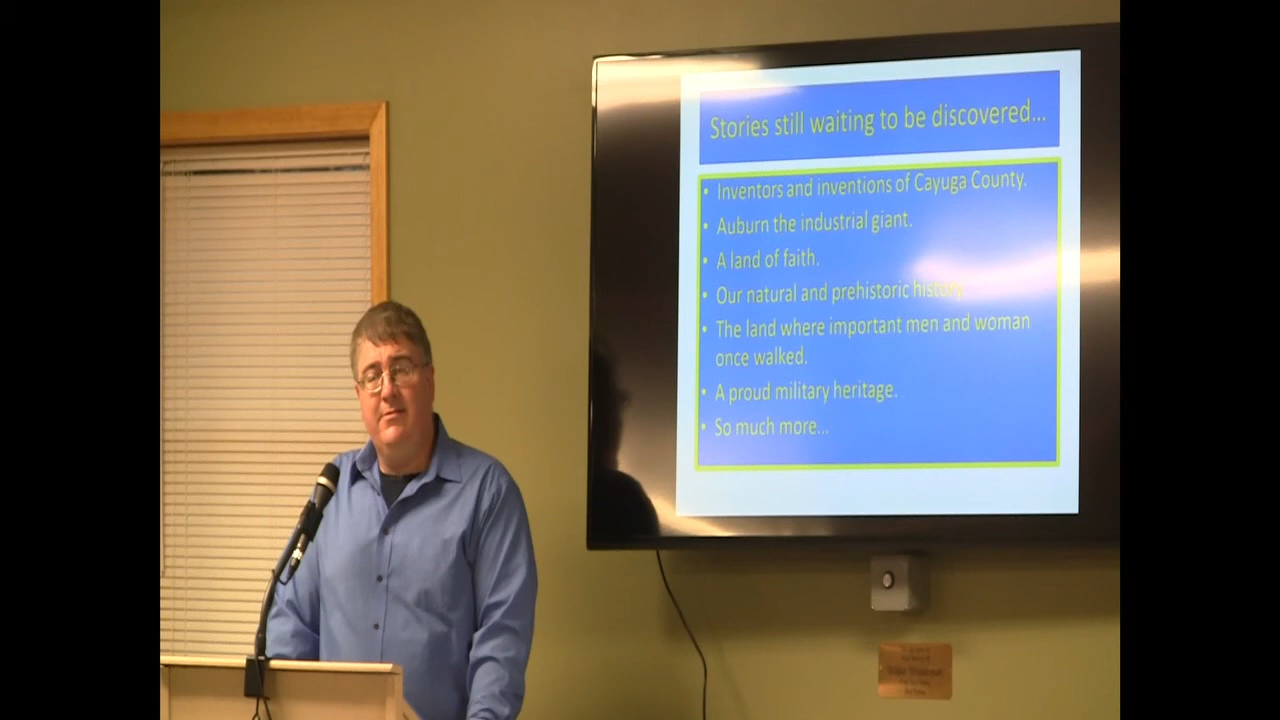 Stories still waiting to be discovered...
• Inventors and inventions of Cayuga County.
• Auburn the industrial giant.
• A land of faith.
• Our natural and prehistoric history.
• The land where important men and woman
once walked.
• A proud military heritage.
• So much more...